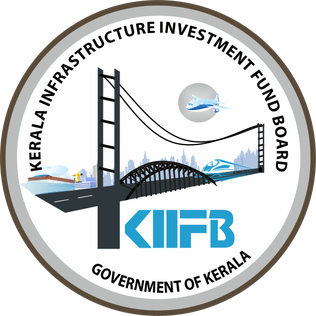 KERALA INFRASTRUCTURE INVESTMENT FUND BOARD
KIIFB
GOVERNMENT OF KERALA